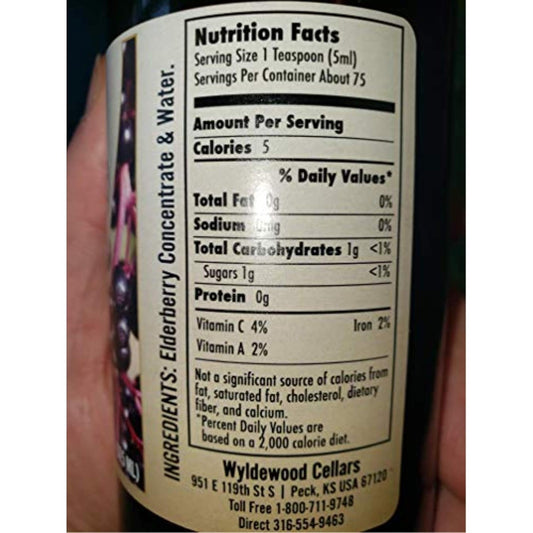 Nutrition Facts
Serving Size 1 Teaspoon (5ml)
Servings Per Container About 75
Amount Per Serving
Calories 5
% Daily Values*
Total Fat 0g 0%
Sodium 0mg 0%
Total Carbohydrates 1g <1%
Sugars 1g <1%
Protein 0g
Vitamin C 4% Iron 2%
Vitamin A 2%
Not a significant source of calories from
fat, saturated fat, cholesterol, dietary
fiber, and calcium.
*Percent Daily Values are
based on a 2,000 calorie diet.
Wyldewood Cellars
951 E 119th St S | Peck, KS USA 67120
Toll Free 1-800-711-9748
Direct 316-554-9463
INGREDIENTS: Elderberry Concentrate & Water.